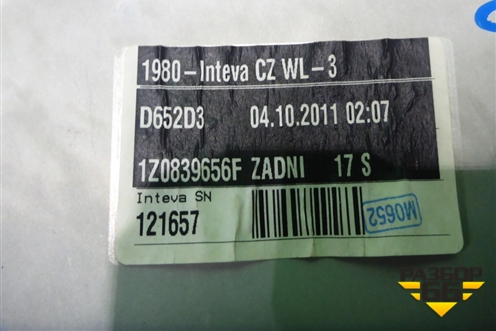 1980-Inteva CZ WL-3
D652D3 04.10.2011 02:07
1Z0839656F ZADNI 17 S
Inteva SN
121657
M0652
РАЗБОР
66